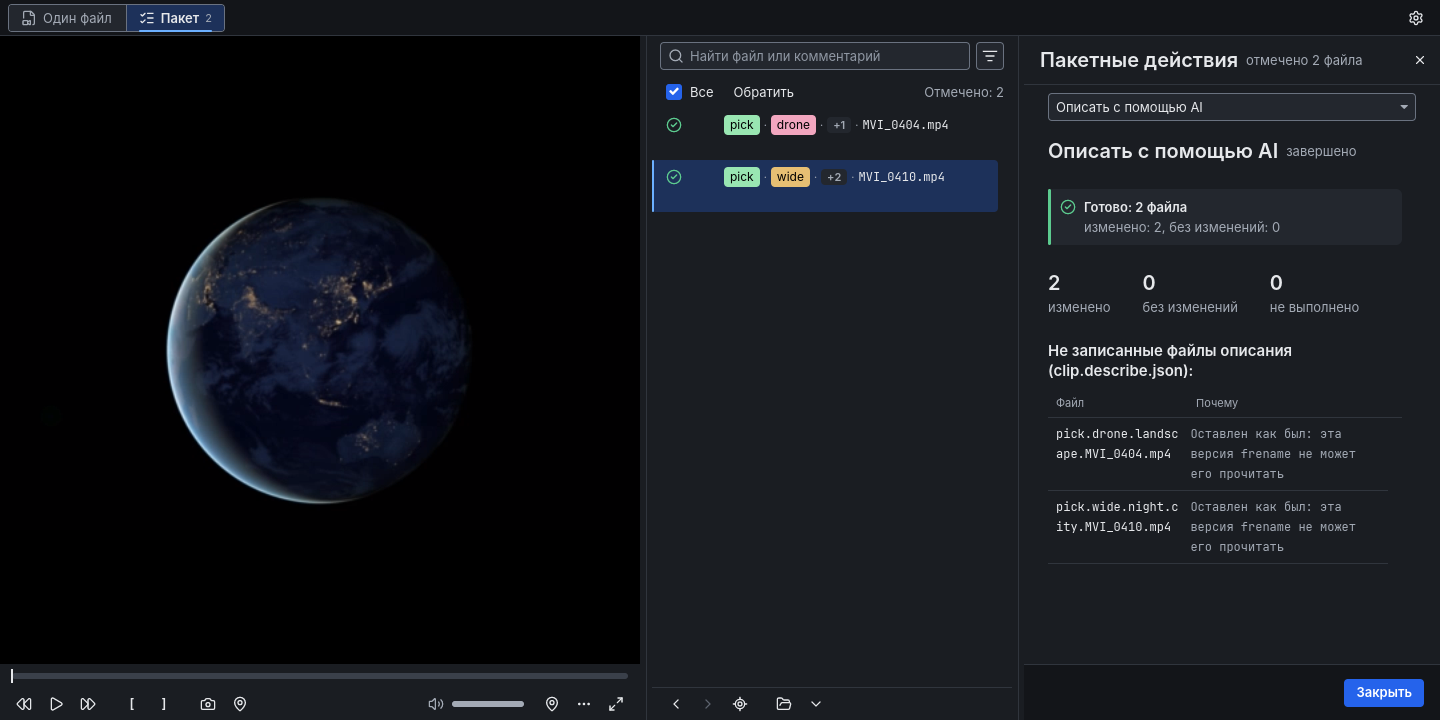 Один файл
Пакет 2
Найти файл или комментарий
Все Обратить Отмечено: 2
pick · drone · +1 · MVI_0404.mp4
pick · wide · +2 · MVI_0410.mp4
Пакетные действия отмечено 2 файла
Описать с помощью AI
Описать с помощью AI завершено
Готово: 2 файла
изменено: 2, без изменений: 0
2 0 0
изменено без изменений не выполнено
Не записанные файлы описания
(clip.describe.json):
Файл Почему
pick.drone.landsc Оставлен как был: эта
ape.MVI_0404.mp4 версия frename не может
его прочитать
pick.wide.night.c Оставлен как был: эта
ity.MVI_0410.mp4 версия frename не может
его прочитать
[ ]
Закрыть